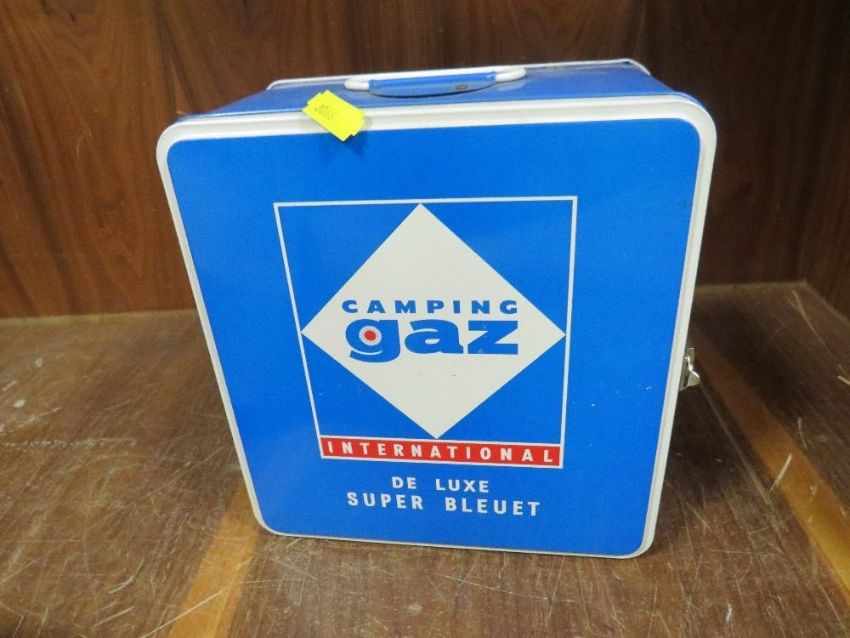 CAMPING
gaz
INTERNATIONAL
DE LUXE
SUPER BLEUET